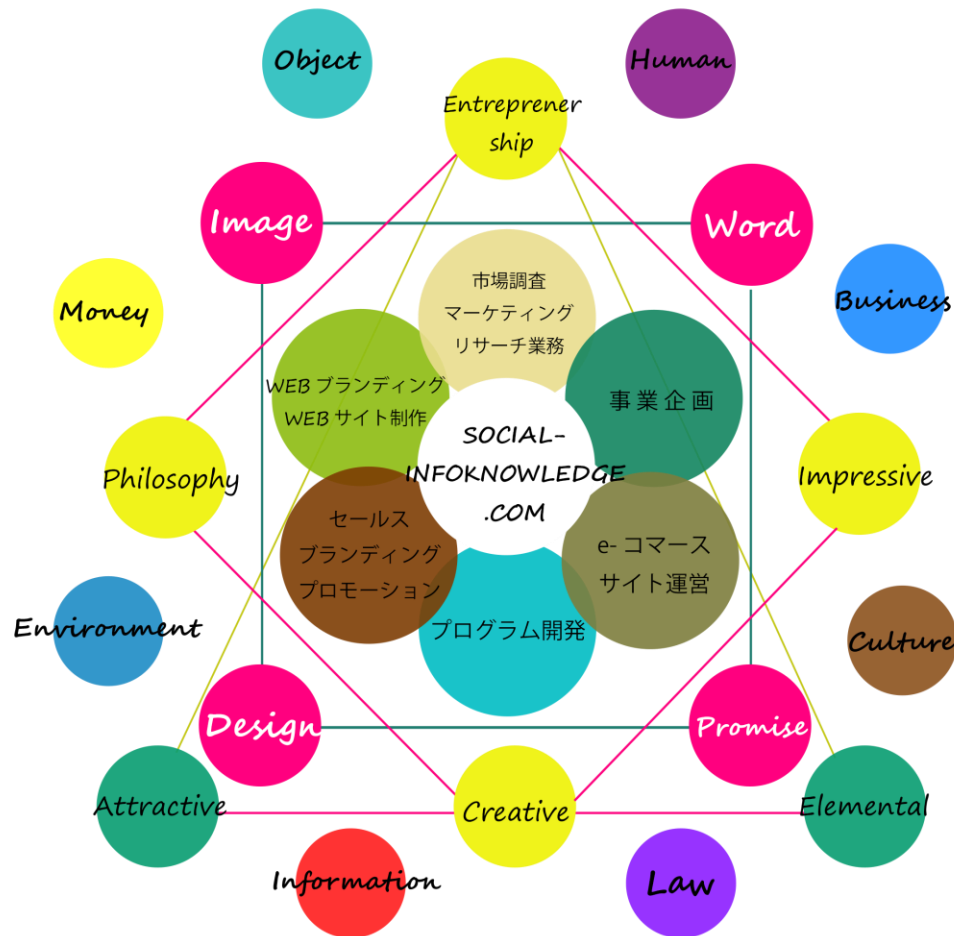 Object
Human
Entreprener
ship
Image
Word
市場調査
マーケティング
リサーチ業務
Money
Business
WEB ブランディング
WEB サイト制作
事業企画
SOCIAL-
INFOKNOWLEDGE
.COM
Philosophy
Impressive
セールス
ブランディング
プロモーション
e- コマース
サイト運営
プログラム開発
Environment
Culture
Design
Promise
Attractive
Creative
Elemental
Information
Law